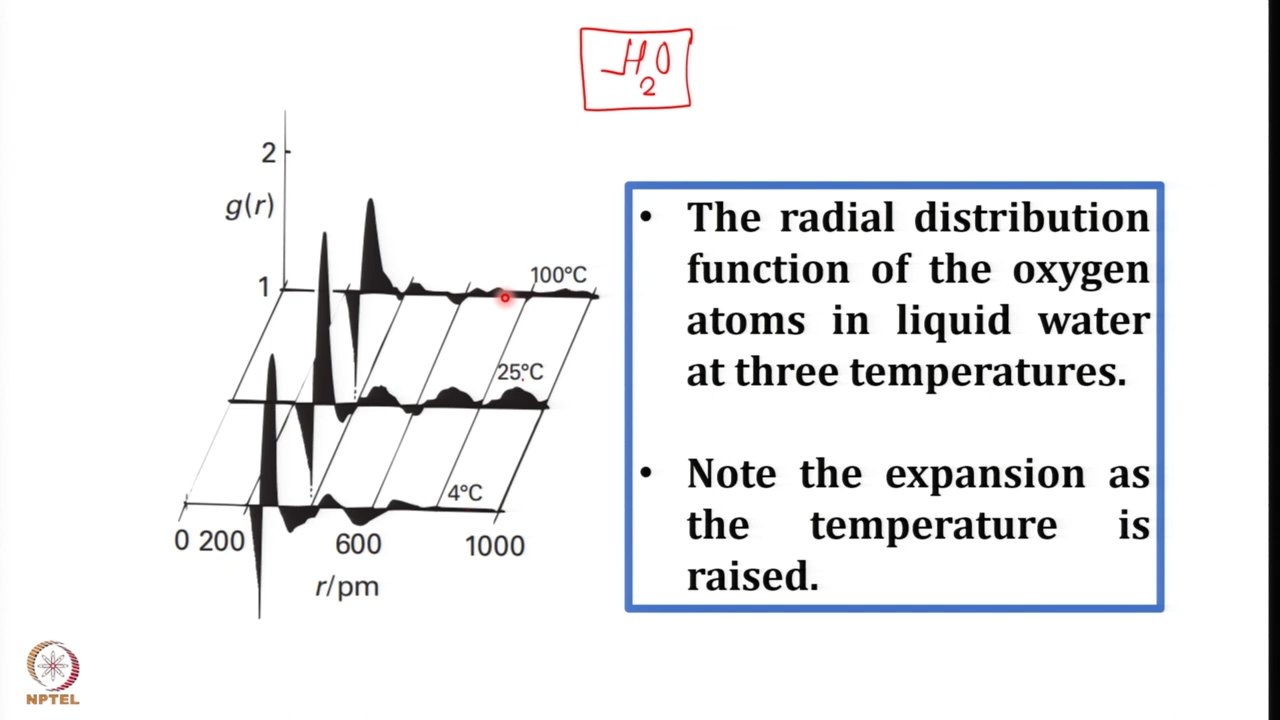 H2O
2
g(r)
1
100°C
25°C
4°C
0 200 600 1000
r/pm
• The radial distribution
function of the oxygen
atoms in liquid water
at three temperatures.
• Note the expansion as
the temperature is
raised.
NPTEL